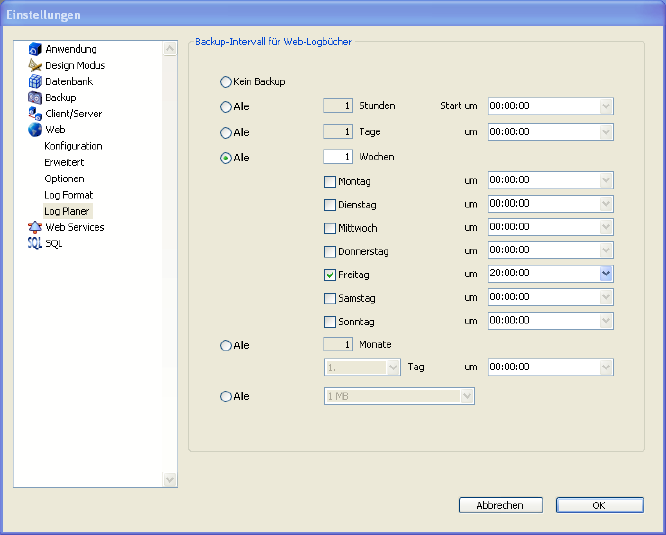 Einstellungen
Anwendung
Design Modus
Datenbank
Backup
Client/Server
Web
Konfiguration
Erweitert
Optionen
Log Format
Log Planer
Web Services
SQL SQL
Backup-Intervall für Web-Logbücher
Kein Backup
Alle 1 Stunden Start um 00:00:00
Alle 1 Tage um 00:00:00
Alle 1 Wochen
Montag um 00:00:00
Dienstag um 00:00:00
Mittwoch um 00:00:00
Donnerstag um 00:00:00
Freitag um 20:00:00
Samstag um 00:00:00
Sonntag um 00:00:00
Alle 1 Monate
1. Tag um 00:00:00
Alle 1 MB
Abbrechen OK